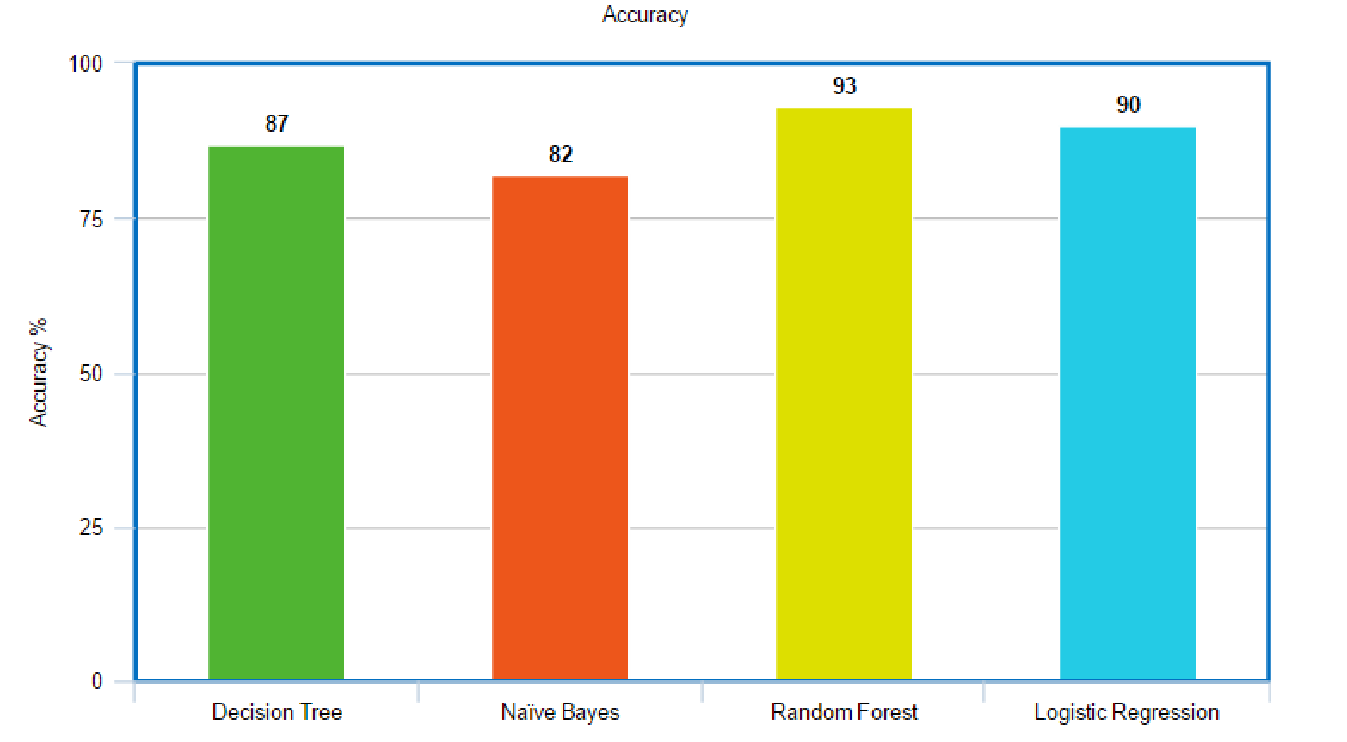 Accuracy
100
75
50
25
0
Accuracy %
87
82
93
90
Decision Tree
Naïve Bayes
Random Forest
Logistic Regression